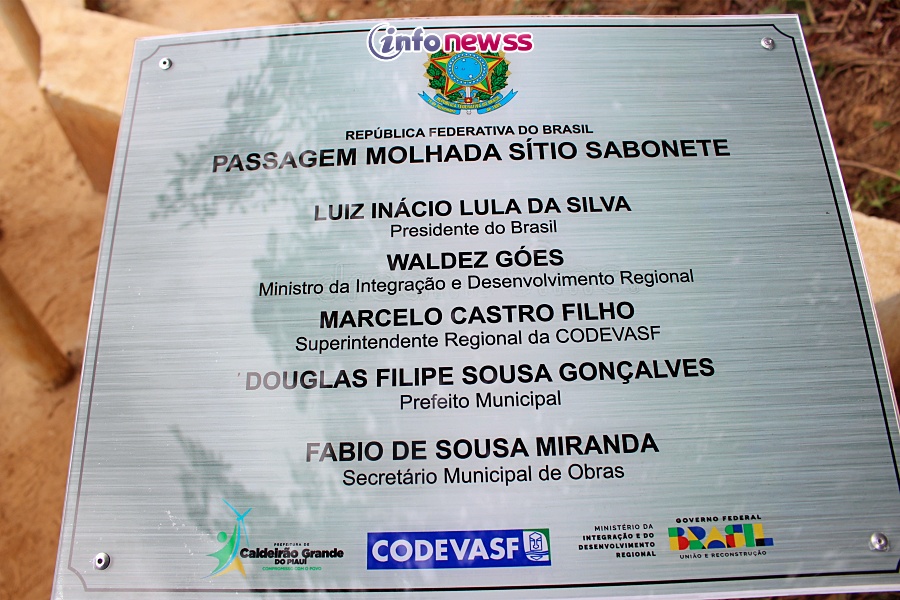 infonewss
REPÚBLICA FEDERATIVA DO BRASIL
PASSAGEM MOLHADA SÍTIO SABONETE
LUIZ INÁCIO LULA DA SILVA
Presidente do Brasil
WALDEZ GÓES
Ministro da Integração e Desenvolvimento Regional
MARCELO CASTRO FILHO
Superintendente Regional da CODEVASF
DOUGLAS FILIPE SOUSA GONÇALVES
Prefeito Municipal
FABIO DE SOUSA MIRANDA
Secretário Municipal de Obras
PREFEITURA DE
Caldeirão Grande
DO PIAUÍ
COMPROMISSO COM O POVO
CODEVASF
MINISTÉRIO DA
INTEGRAÇÃO E DO
DESENVOLVIMENTO
REGIONAL
GOVERNO FEDERAL
BRASIL
UNIÃO E RECONSTRUÇÃO